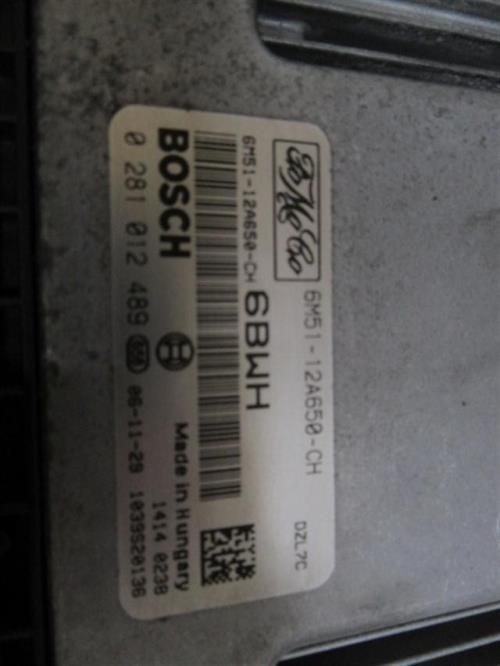 FoMoCo 6M51-12A650-CH DZL7C
6M51-12A650-CH 6BWH
BOSCH Made in Hungary 1414 0238
0 281 012 489 06-11-29 1039S20136